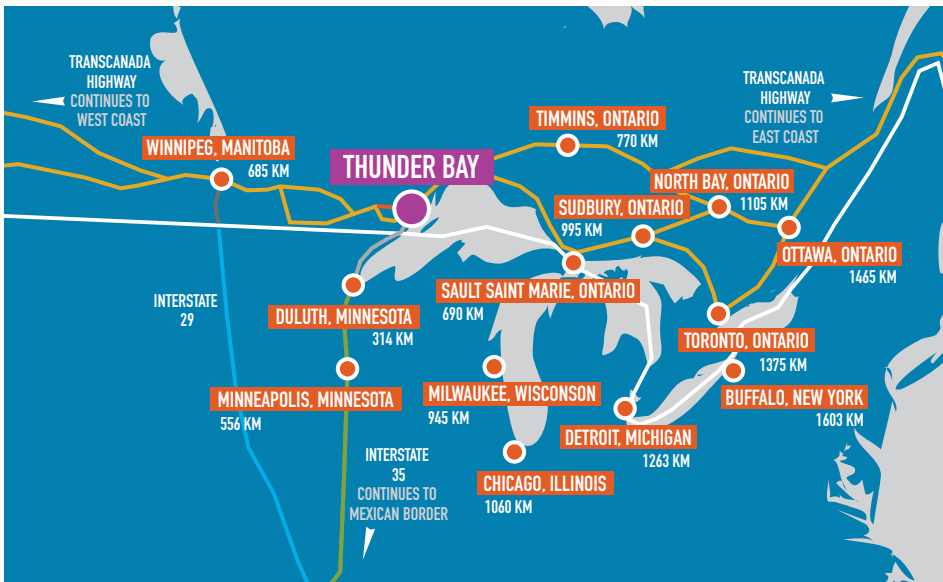 TRANSCANADA
HIGHWAY
CONTINUES TO
WEST COAST
TRANSCANADA
HIGHWAY
CONTINUES TO
EAST COAST
TIMMINS, ONTARIO
770 KM
WINNIPEG, MANITOBA
685 KM
THUNDER BAY
NORTH BAY, ONTARIO
1105 KM
SUDBURY, ONTARIO
995 KM
OTTAWA, ONTARIO
1465 KM
SAULT SAINT MARIE, ONTARIO
690 KM
INTERSTATE
29
DULUTH, MINNESOTA
314 KM
TORONTO, ONTARIO
1375 KM
MINNEAPOLIS, MINNESOTA
556 KM
MILWAUKEE, WISCONSON
945 KM
BUFFALO, NEW YORK
1603 KM
DETROIT, MICHIGAN
1263 KM
INTERSTATE
35
CONTINUES TO
MEXICAN BORDER
CHICAGO, ILLINOIS
1060 KM